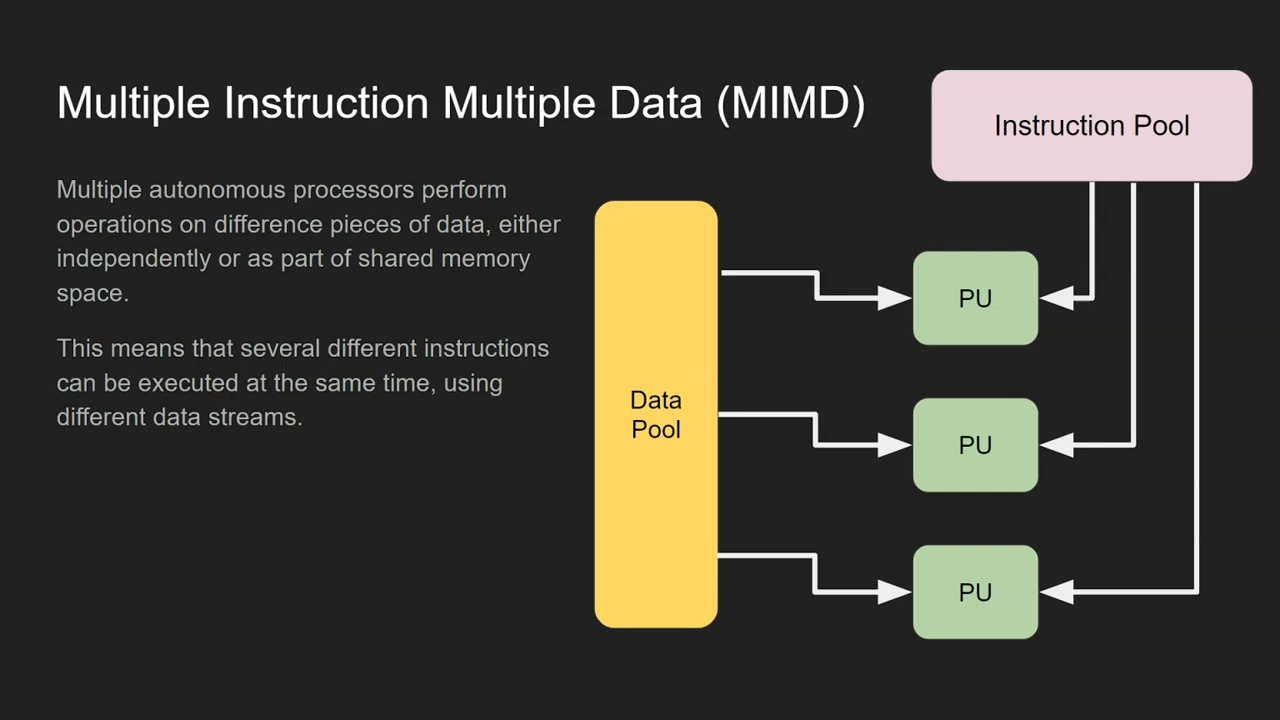 Multiple Instruction Multiple Data (MIMD)
Multiple autonomous processors perform
operations on difference pieces of data, either
independently or as part of shared memory
space.
This means that several different instructions
can be executed at the same time, using
different data streams.
Instruction Pool
Data
Pool
PU
PU
PU